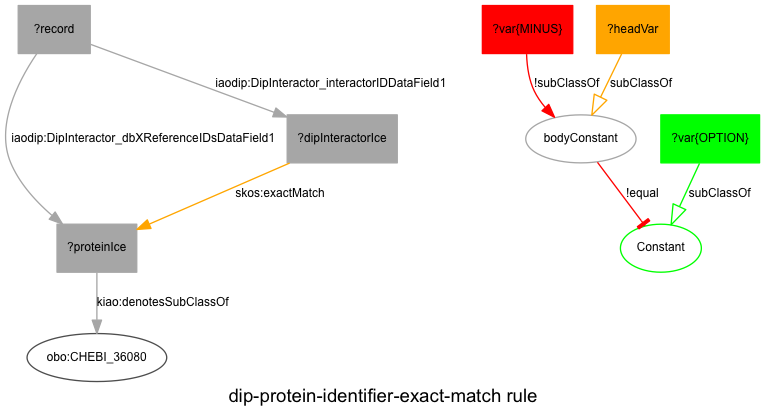 ?record
?var{MINUS}
?headVar
iaodip:DipInteractor_interactorIDDataField1
!subClassOf
subClassOf
iaodip:DipInteractor_dbXReferenceIDsDataField1
?dipInteractorIce
bodyConstant
?var{OPTION}
skos:exactMatch
!equal
subClassOf
?proteinIce
Constant
kiao:denotesSubClassOf
obo:CHEBI_36080
dip-protein-identifier-exact-match rule